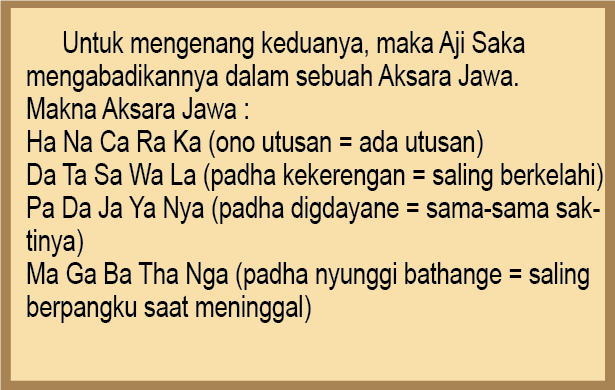 Untuk mengenang keduanya, maka Aji Saka
mengabadikannya dalam sebuah Aksara Jawa.
Makna Aksara Jawa :
Ha Na Ca Ra Ka (ono utusan = ada utusan)
Da Ta Sa Wa La (padha kekerengan = saling berkelahi)
Pa Da Ja Ya Nya (padha digdayane = sama-sama sak-
tinya)
Ma Ga Ba Tha Nga (padha nyunggi bathange = saling
berpangku saat meninggal)